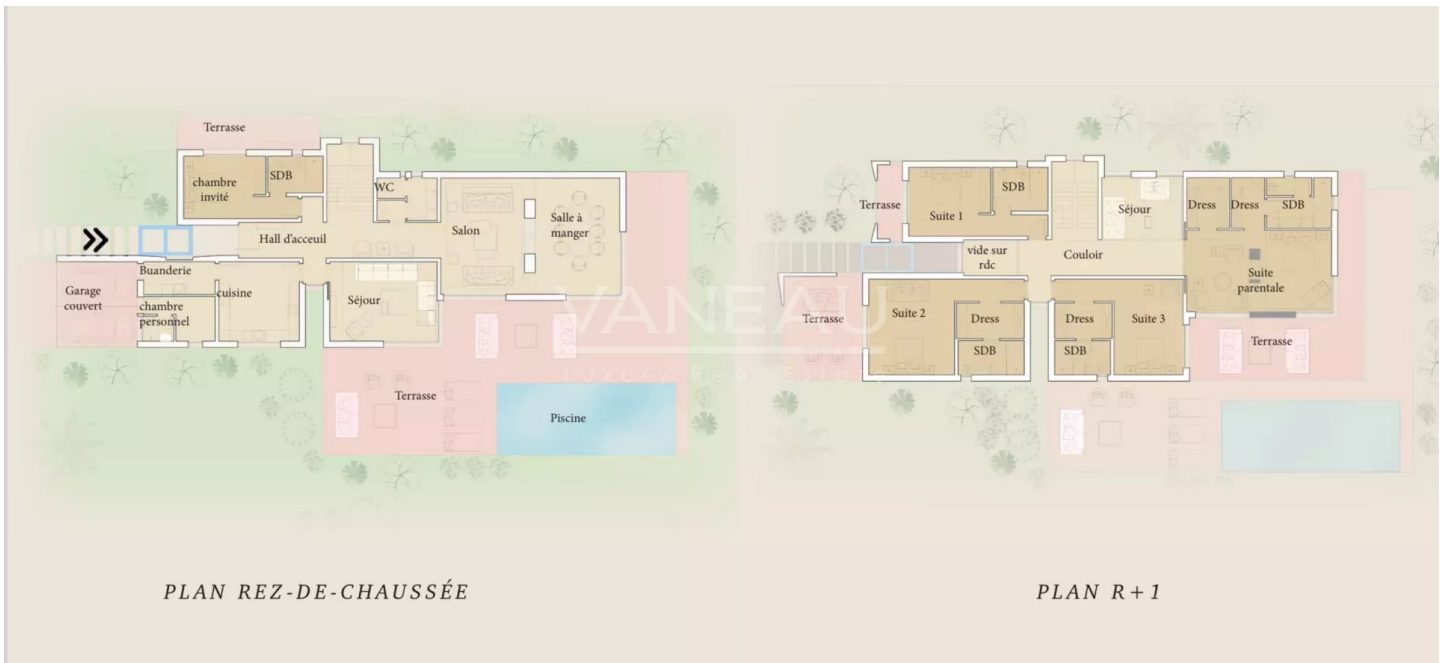 Terrasse
chambre
invité
SDB
WC
Hall d'acceuil
Salon
Salle à
manger
Buanderie
Garage
couvert
chambre
personnel
cuisine
Séjour
Terrasse
Piscine
PLAN REZ-DE-CHAUSSÉE
VANEAU
Luxury Real Estate
Terrasse
Suite 1
SDB
Séjour
Dress
Dress
SDB
vide sur
rdc
Couloir
Suite
parentale
Terrasse
Suite 2
Dress
SDB
Dress
SDB
Suite 3
Terrasse
PLAN R+1